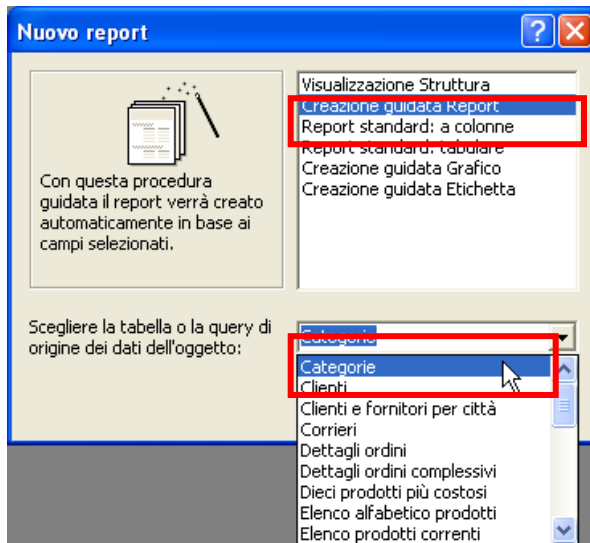 Nuovo report
Visualizzazione Struttura
Creazione guidata Report
Report standard: a colonne
Report standard: tabulare
Creazione guidata Grafico
Creazione guidata Etichetta
Con questa procedura
guidata il report verrà creato
automaticamente in base ai
campi selezionati.
Scegliere la tabella o la query di
origine dei dati dell'oggetto:
Categorie
Categorie
Clienti
Clienti e fornitori per città
Corrieri
Dettagli ordini
Dettagli ordini complessivi
Dieci prodotti più costosi
Elenco alfabetico prodotti
Elenco prodotti correnti